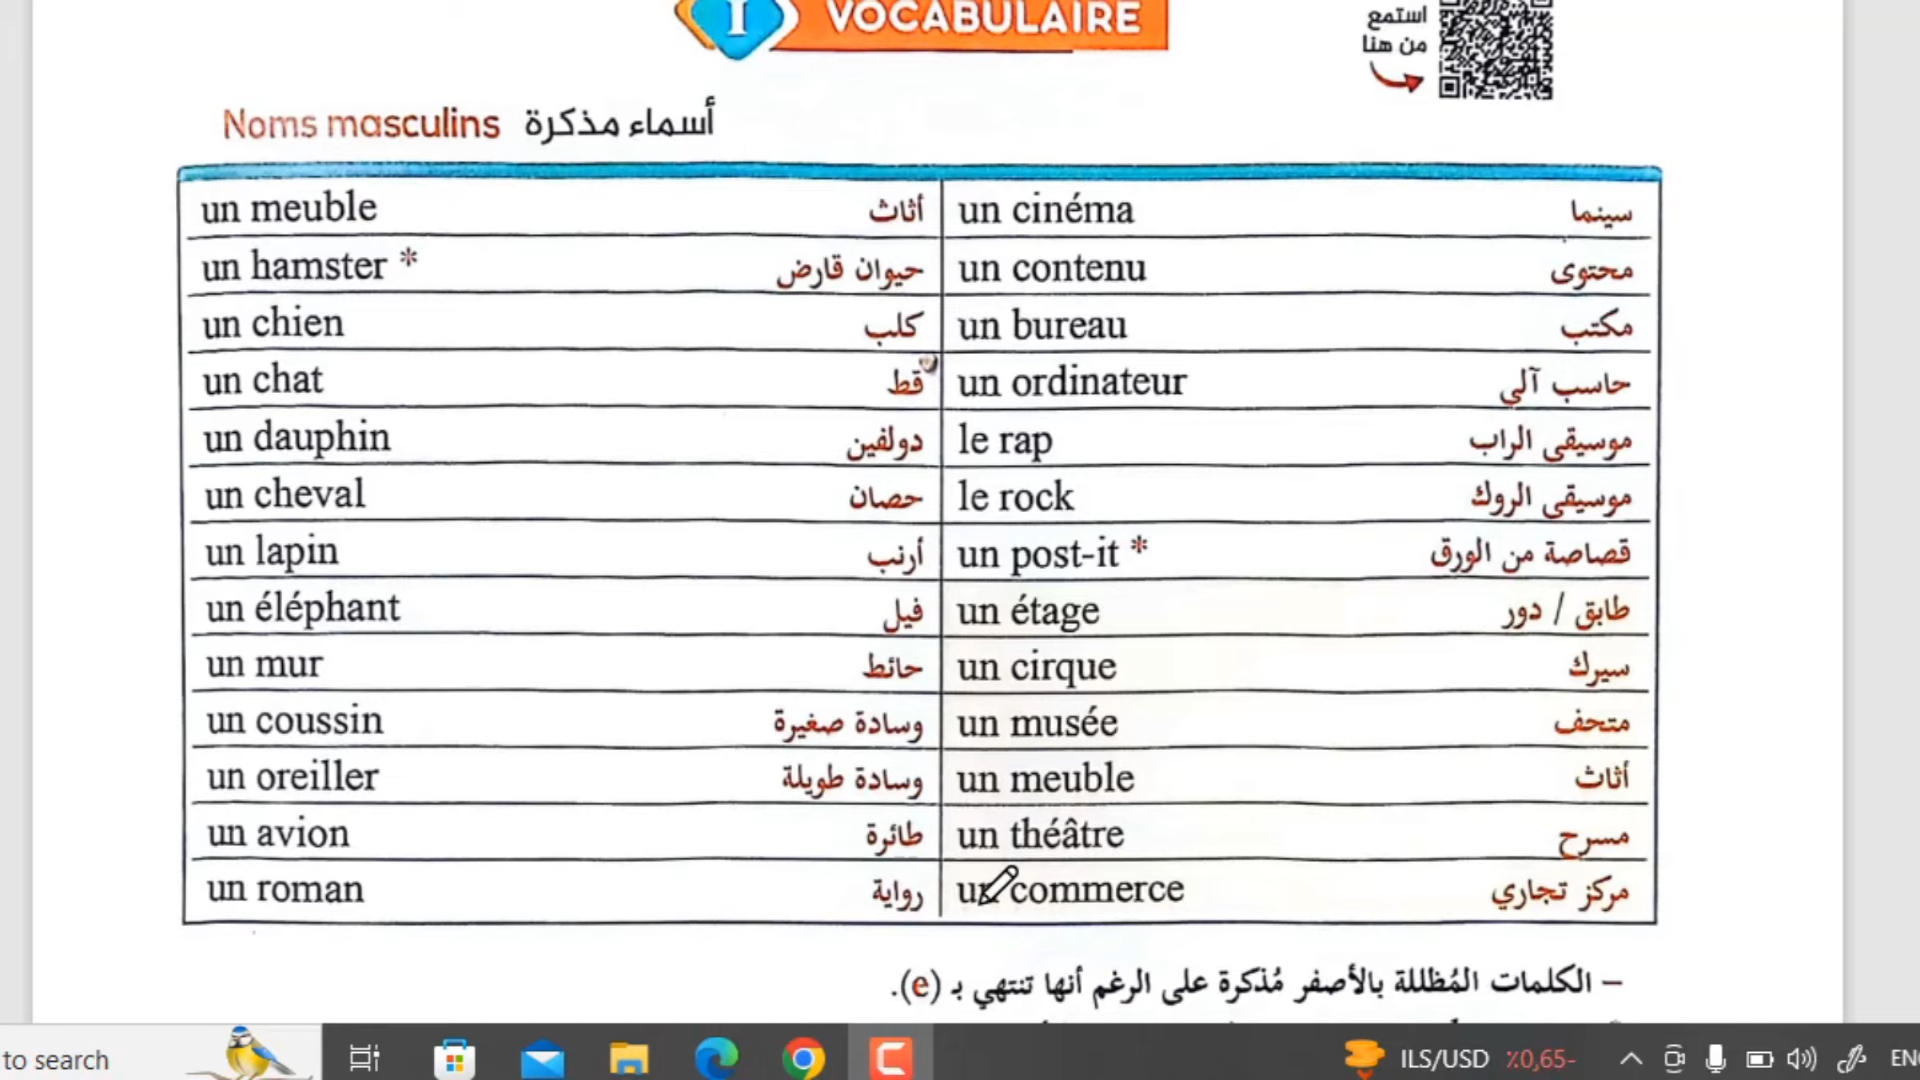 I VOCABULAIRE
استمع
من هنا
Noms masculins أسماء مذكرة
un meuble أثاث un cinéma سينما
un hamster * حيوان قارض un contenu محتوى
un chien كلب un bureau مكتب
un chat قط un ordinateur حاسب آلي
un dauphin دولفين le rap موسيقى الراب
un cheval حصان le rock موسيقى الروك
un lapin أرنب un post-it * قصاصة من الورق
un éléphant فيل un étage طابق / دور
un mur حائط un cirque سيرك
un coussin وسادة صغيرة un musée متحف
un oreiller وسادة طويلة un meuble أثاث
un avion طائرة un théâtre مسرح
un roman رواية un commerce مركز تجاري
– الكلمات المُظللة بالأصفر مُذكرة على الرغم أنها تنتهي بـ (e).
to search ILS/USD ٪0,65- EN